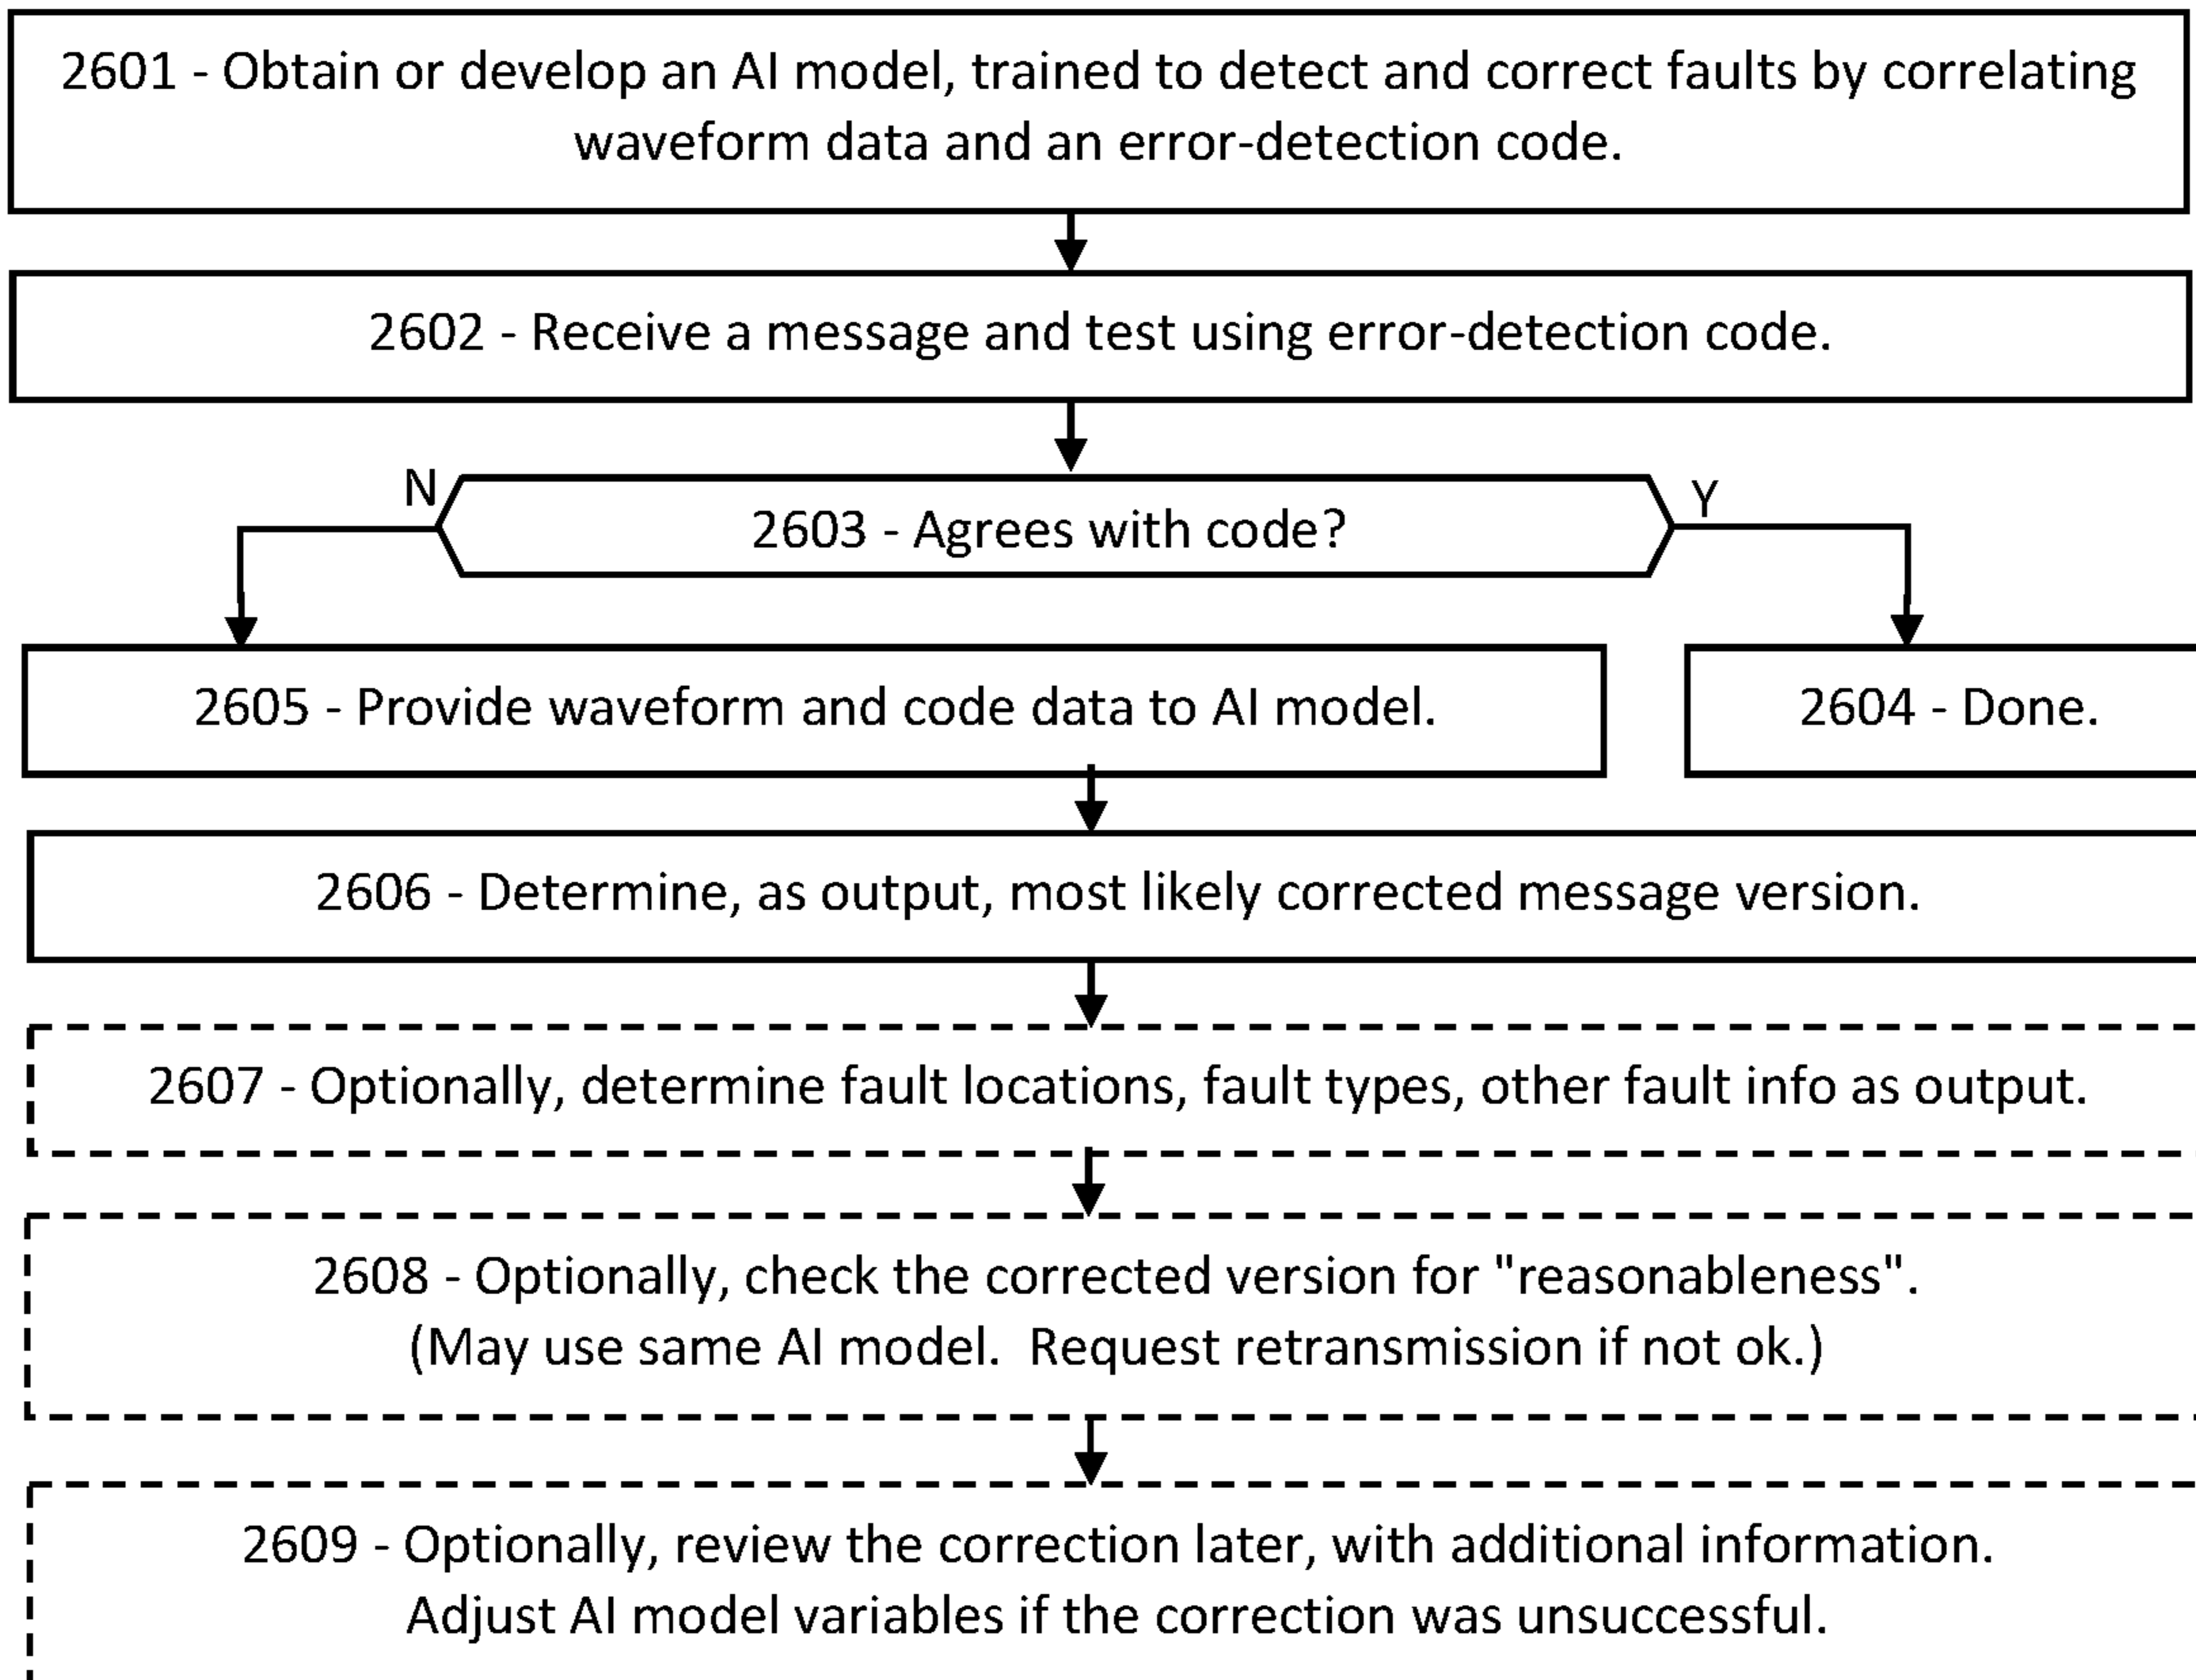 2601 - Obtain or develop an AI model, trained to detect and correct faults by correlating
waveform data and an error-detection code.
2602 - Receive a message and test using error-detection code.
N
2603 - Agrees with code?
Y
2605 - Provide waveform and code data to AI model.
2604 - Done.
2606 - Determine, as output, most likely corrected message version.
2607 - Optionally, determine fault locations, fault types, other fault info as output.
2608 - Optionally, check the corrected version for "reasonableness".
(May use same AI model.  Request retransmission if not ok.)
2609 - Optionally, review the correction later, with additional information.
Adjust AI model variables if the correction was unsuccessful.